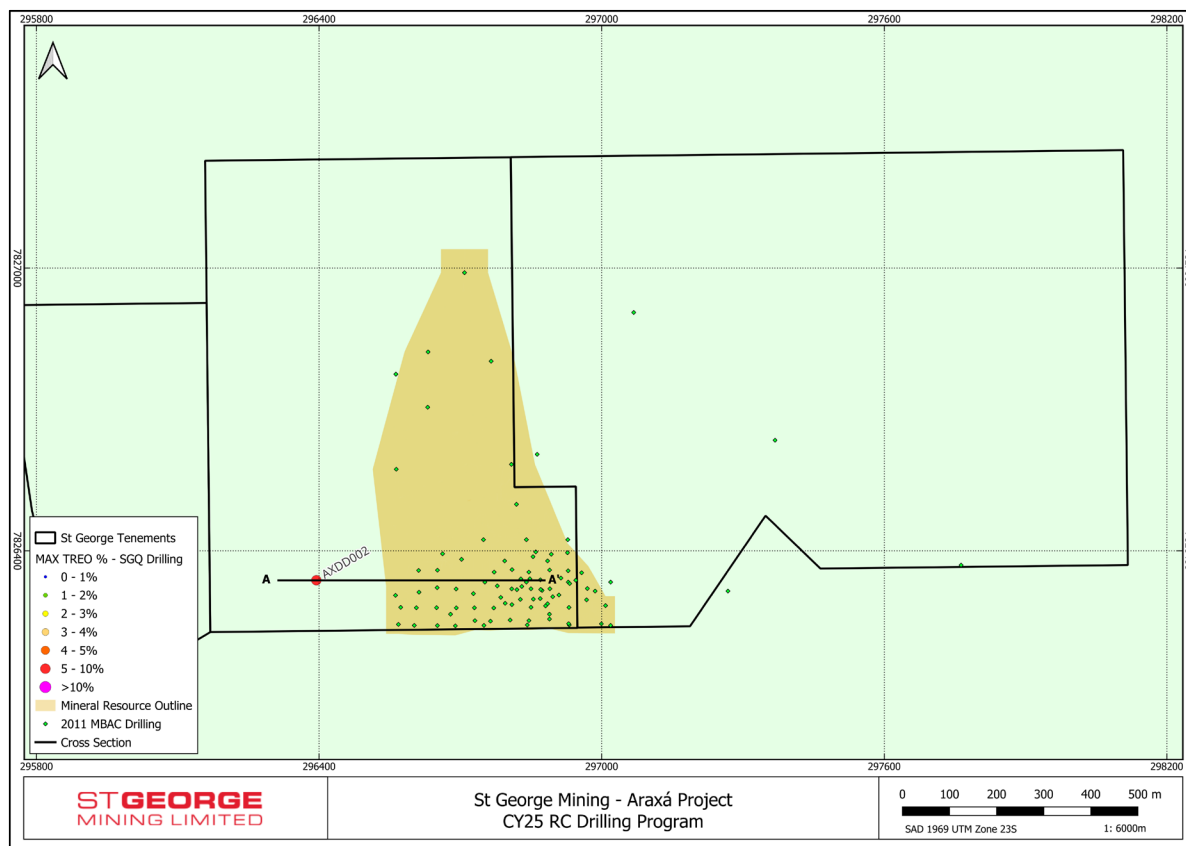 295800 296400 297000 297600 298200
7827000
7826400
AXDD002
A A'
St George Tenements
MAX TREO % - SGQ Drilling
0 - 1%
1 - 2%
2 - 3%
3 - 4%
4 - 5%
5 - 10%
>10%
Mineral Resource Outline
2011 MBAC Drilling
Cross Section
295800 296400 297000 297600 298200
ST GEORGE
MINING LIMITED
St George Mining - Araxá Project
CY25 RC Drilling Program
0 100 200 300 400 500 m
SAD 1969 UTM Zone 23S 1: 6000m